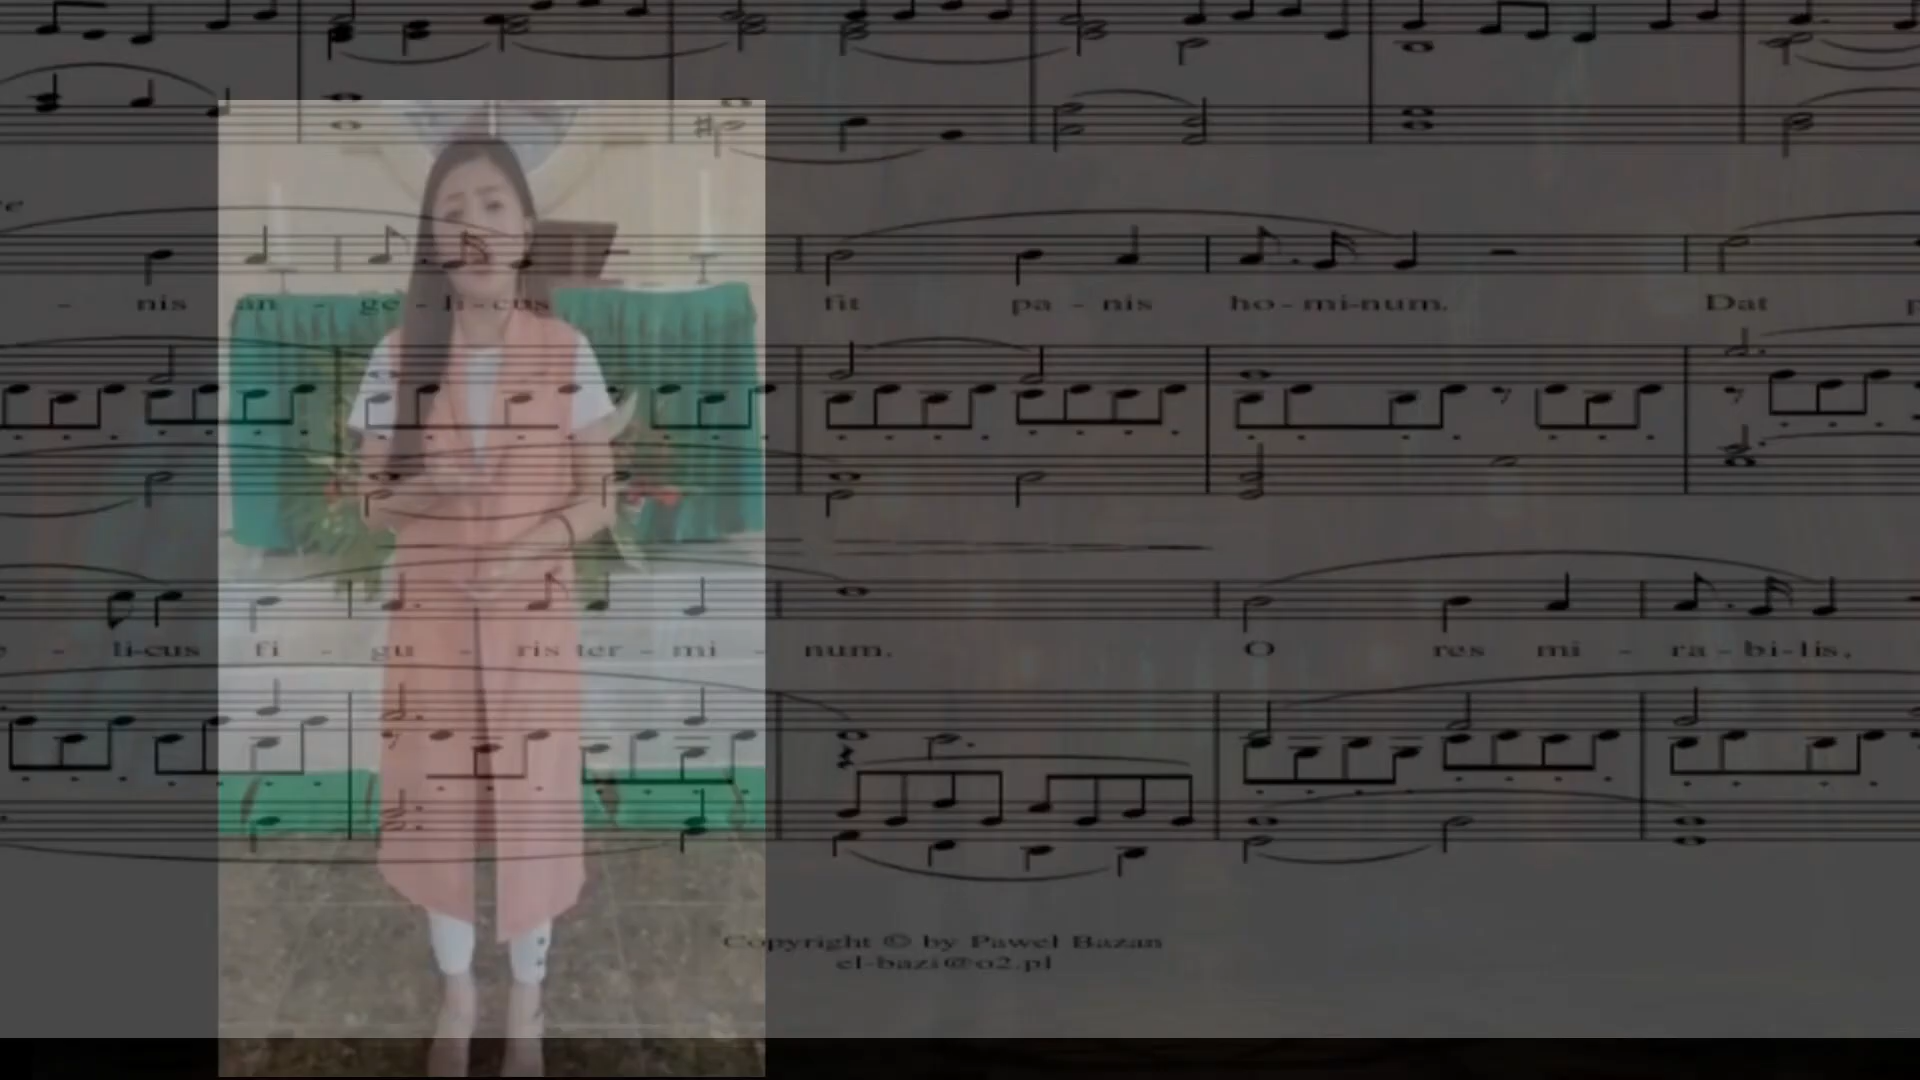 - nis an - ge - li - cus fit pa - nis ho - mi-num. Dat
- li-cus fi - gu - ris ter - mi - num. O res mi - ra - bi - lis,
Copyright © by Paweł Bazan
el-bazi@o2.pl